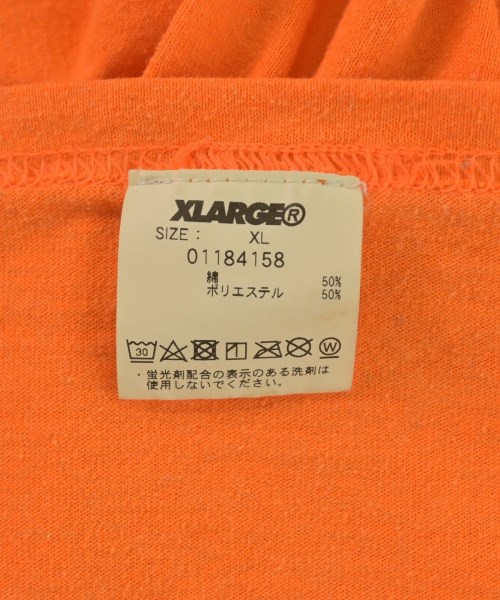 XLARGE®
SIZE : XL
01184158
綿 50%
ポリエステル 50%
30 W
・蛍光剤配合の表示のある洗剤は
使用しないでください。